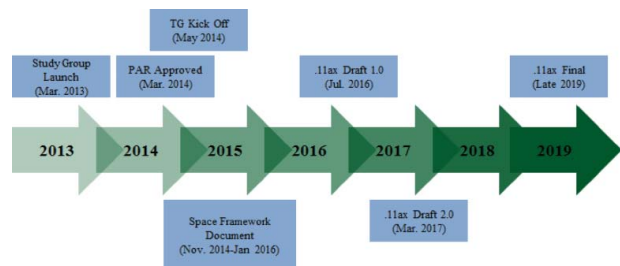 TG Kick Off
(May 2014)
Study Group
Launch
(Mar. 2013)
PAR Approved
(Mar. 2014)
.11ax Draft 1.0
(Jul. 2016)
.11ax Final
(Late 2019)
2013
2014
2015
2016
2017
2018
2019
Space Framework
Document
(Nov. 2014-Jan 2016)
.11ax Draft 2.0
(Mar. 2017)